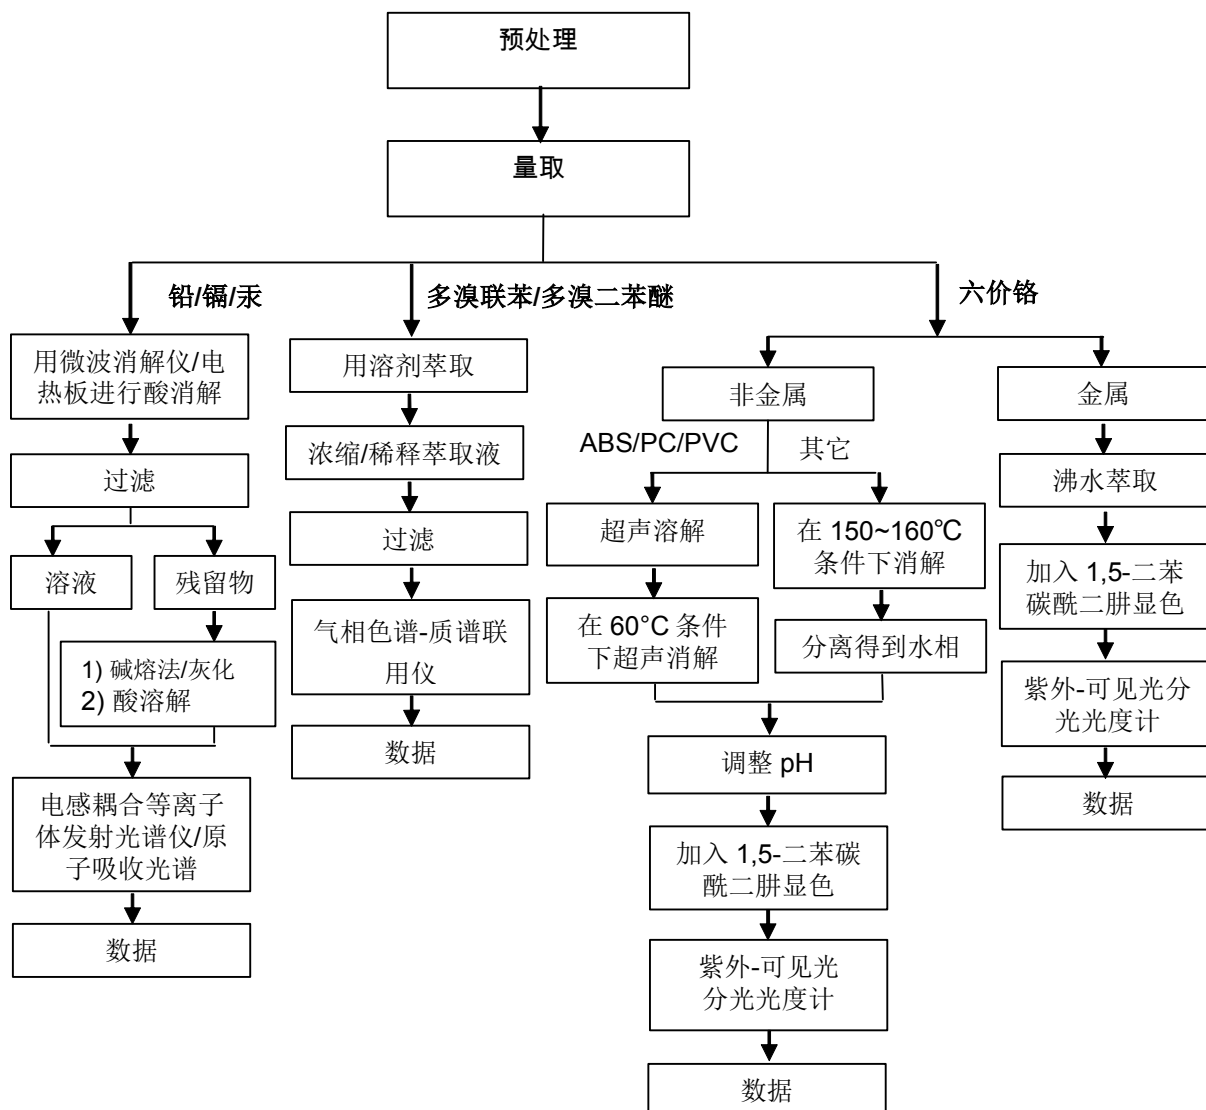 预处理
量取
铅/镉/汞
多溴联苯/多溴二苯醚
六价铬
用微波消解仪/电
热板进行酸消解
过滤
溶液
残留物
1) 碱熔法/灰化
2) 酸溶解
电感耦合等离子
体发射光谱仪/原
子吸收光谱
数据
用溶剂萃取
浓缩/稀释萃取液
过滤
气相色谱-质谱联
用仪
数据
非金属
ABS/PC/PVC
其它
超声溶解
在 60°C 条件
下超声消解
在 150~160℃
条件下消解
分离得到水相
调整 pH
加入 1,5-二苯碳
酰二肼显色
紫外-可见光
分光光度计
数据
金属
沸水萃取
加入 1,5-二苯
碳酰二肼显色
紫外-可见光分
光光度计
数据